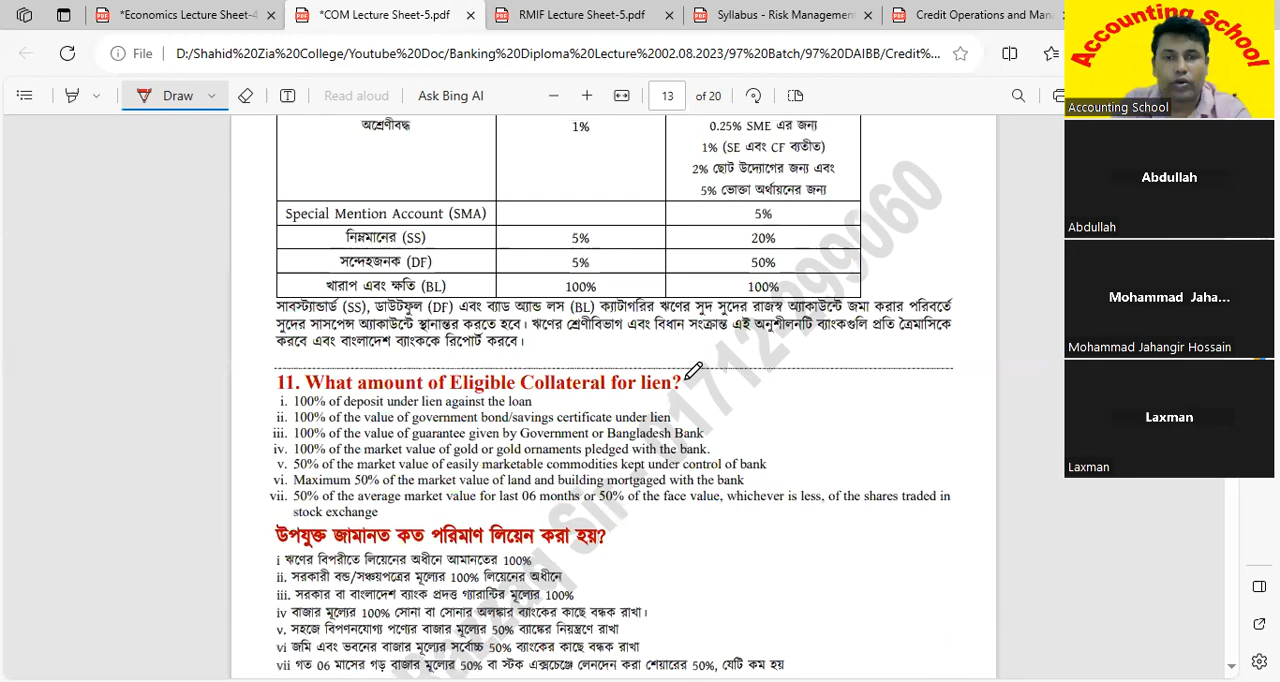 *Economics Lecture Sheet-4
*COM Lecture Sheet-5.pdf
RMIF Lecture Sheet-5.pdf
Syllabus - Risk Management
Credit Operations and Mana
File
D:/Shahid%20Zia%20College/Youtube%20Doc/Banking%20Diploma%20Lecture%2002.08.2023/97%20Batch/97%20DAIBB/Credit%...
Draw
Read aloud
Ask Bing AI
13
of 20
অশ্রেণীবদ্ধ
1%
0.25% SME এর জন্য
1% (SE এবং CF ব্যতীত)
2% ছোট উদ্যোগের জন্য এবং
5% ভোক্তা অর্থায়নের জন্য
Special Mention Account (SMA)
5%
নিম্নমানের (SS)
5%
20%
সন্দেহজনক (DF)
5%
50%
খারাপ এবং ক্ষতি (BL)
100%
100%
সাবস্ট্যান্ডার্ড (SS), ডাউটফুল (DF) এবং ব্যাড অ্যান্ড লস (BL) ক্যাটাগরির ঋণের সুদ সুদের রাজস্ব অ্যাকাউন্টে জমা করার পরিবর্তে
সুদের সাসপেন্স অ্যাকাউন্টে স্থানান্তর করতে হবে। ঋণের শ্রেণীবিভাগ এবং বিধান সংক্রান্ত এই অনুশীলনটি ব্যাংকগুলি প্রতি ত্রৈমাসিকে
করবে এবং বাংলাদেশ ব্যাংককে রিপোর্ট করবে।
11. What amount of Eligible Collateral for lien?
i. 100% of deposit under lien against the loan
ii. 100% of the value of government bond/savings certificate under lien
iii. 100% of the value of guarantee given by Government or Bangladesh Bank
iv. 100% of the market value of gold or gold ornaments pledged with the bank.
v. 50% of the market value of easily marketable commodities kept under control of bank
vi. Maximum 50% of the market value of land and building mortgaged with the bank
vii. 50% of the average market value for last 06 months or 50% of the face value, whichever is less, of the shares traded in
stock exchange
উপযুক্ত জামানত কত পরিমাণ লিয়েন করা হয়?
i ঋণের বিপরীতে লিয়েনের অধীনে আমানতের 100%
ii. সরকারী বন্ড/সঞ্চয়পত্রের মূল্যের 100% লিয়েনের অধীনে
iii. সরকার বা বাংলাদেশ ব্যাংক প্রদত্ত গ্যারান্টির মূল্যের 100%
iv বাজার মূল্যের 100% সোনা বা সোনার অলঙ্কার ব্যাংকের কাছে বন্ধক রাখা।
v. সহজে বিপণনযোগ্য পণ্যের বাজার মূল্যের 50% ব্যাঙ্কের নিয়ন্ত্রণে রাখা
vi জমি এবং ভবনের বাজার মূল্যের সর্বোচ্চ 50% ব্যাংকের কাছে বন্ধক রাখা
vii গত 06 মাসের গড় বাজার মূল্যের 50% বা স্টক এক্সচেঞ্জে লেনদেন করা শেয়ারের 50%, যেটি কম হয়
Sir - 01712-299060
Accounting School
Accounting School
Abdullah
Abdullah
Mohammad Jaha...
Mohammad Jahangir Hossain
Laxman
Laxman